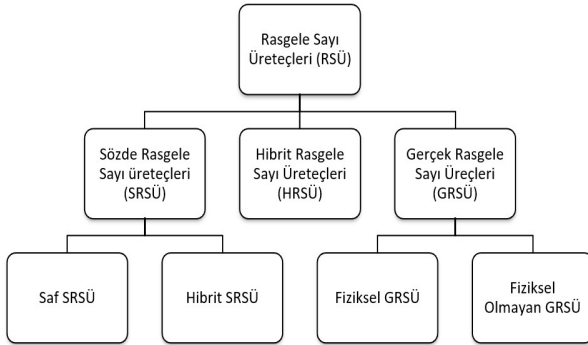 Rasgele Sayı
Üreteçleri (RSÜ)
Sözde Rasgele
Sayı üreteçleri
(SRSÜ)
Hibrit Rasgele
Sayı Üreteçleri
(HRSÜ)
Gerçek Rasgele
Sayı Üreçleri
(GRSÜ)
Saf SRSÜ
Hibrit SRSÜ
Fiziksel GRSÜ
Fiziksel
Olmayan GRSÜ